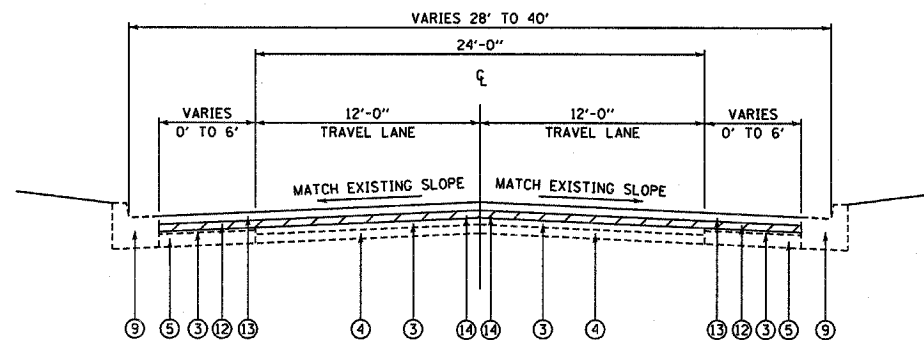 VARIES 28' TO 40'
24'-0"
℄
VARIES
0' TO 6'
12'-0"
TRAVEL LANE
12'-0"
TRAVEL LANE
VARIES
0' TO 6'
MATCH EXISTING SLOPE
MATCH EXISTING SLOPE
9 5 3 12 13 4 3 14 14 3 4 13 12 3 5 9